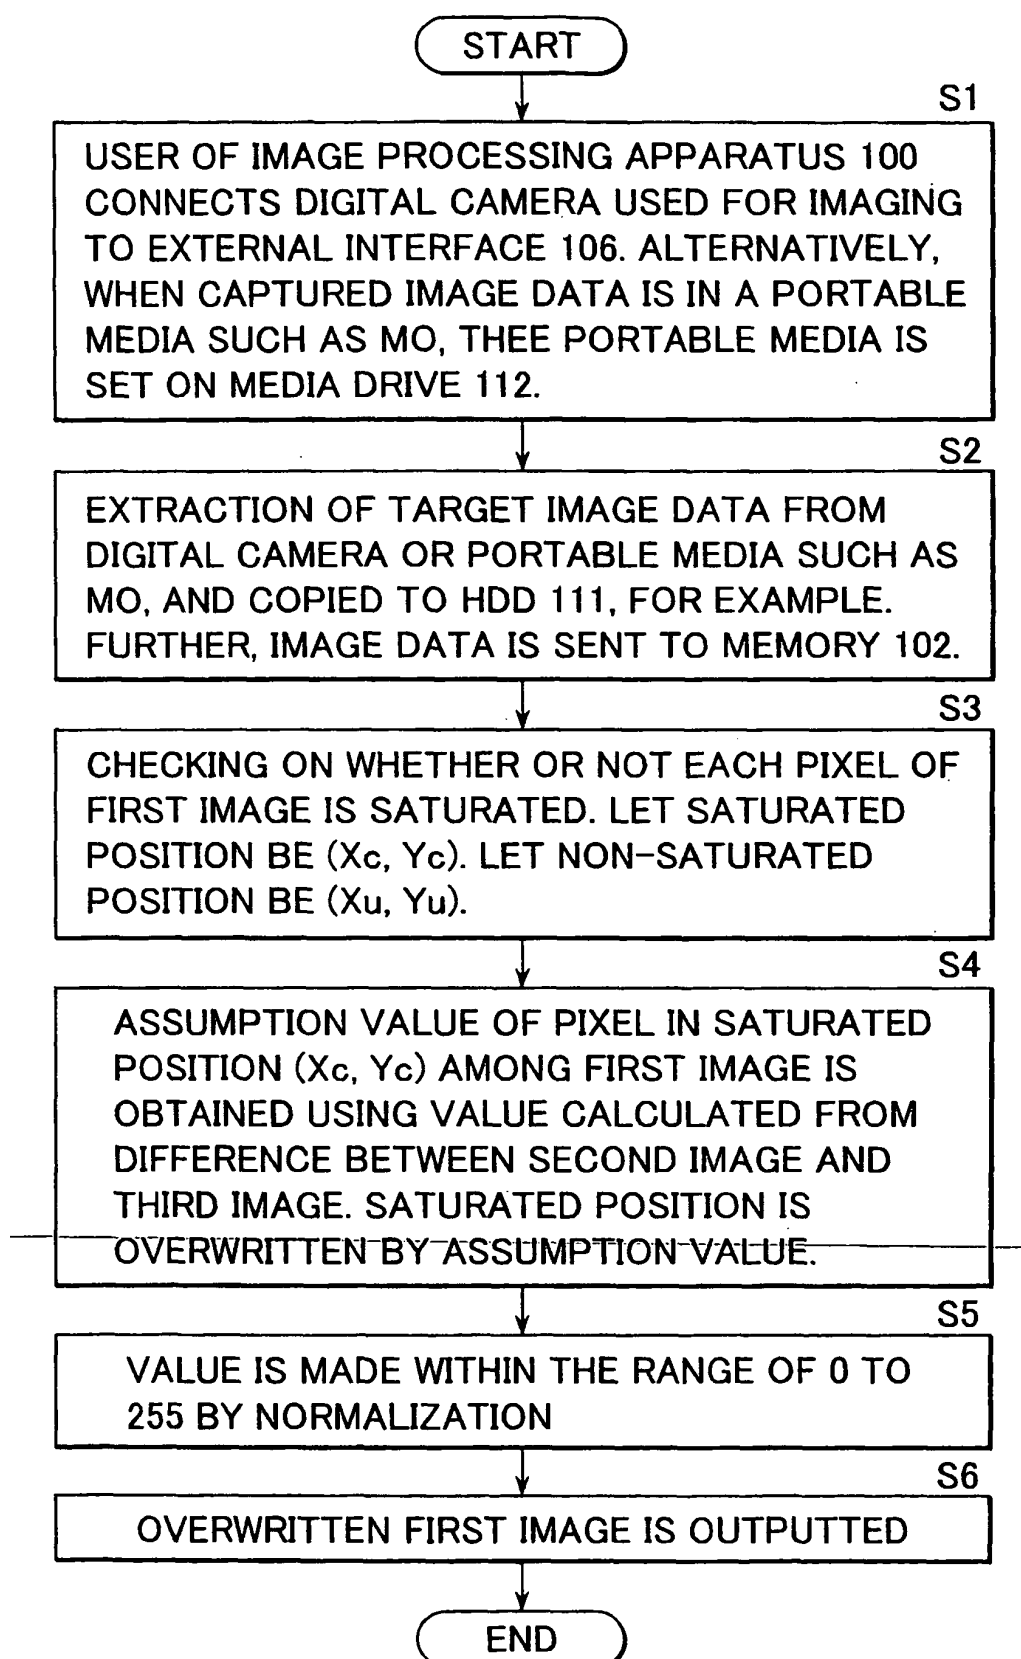 START
S1
USER OF IMAGE PROCESSING APPARATUS 100
CONNECTS DIGITAL CAMERA USED FOR IMAGING
TO EXTERNAL INTERFACE 106. ALTERNATIVELY,
WHEN CAPTURED IMAGE DATA IS IN A PORTABLE
MEDIA SUCH AS MO, THEE PORTABLE MEDIA IS
SET ON MEDIA DRIVE 112.
S2
EXTRACTION OF TARGET IMAGE DATA FROM
DIGITAL CAMERA OR PORTABLE MEDIA SUCH AS
MO, AND COPIED TO HDD 111, FOR EXAMPLE.
FURTHER, IMAGE DATA IS SENT TO MEMORY 102.
S3
CHECKING ON WHETHER OR NOT EACH PIXEL OF
FIRST IMAGE IS SATURATED. LET SATURATED
POSITION BE (Xc, Yc). LET NON-SATURATED
POSITION BE (Xu, Yu).
S4
ASSUMPTION VALUE OF PIXEL IN SATURATED
POSITION (Xc, Yc) AMONG FIRST IMAGE IS
OBTAINED USING VALUE CALCULATED FROM
DIFFERENCE BETWEEN SECOND IMAGE AND
THIRD IMAGE. SATURATED POSITION IS
OVERWRITTEN BY ASSUMPTION VALUE.
S5
VALUE IS MADE WITHIN THE RANGE OF 0 TO
255 BY NORMALIZATION
S6
OVERWRITTEN FIRST IMAGE IS OUTPUTTED
END